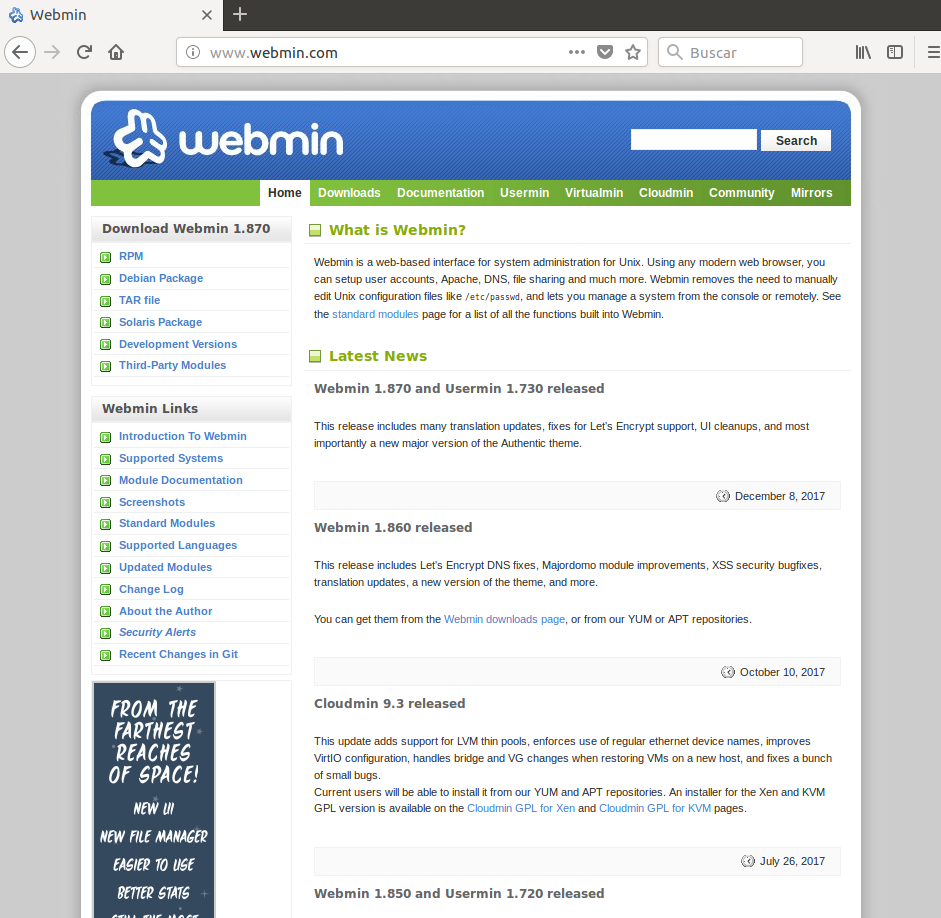 Webmin
www.webmin.com
Buscar
webmin
Search
Home Downloads Documentation Usermin Virtualmin Cloudmin Community Mirrors
Download Webmin 1.870
RPM
Debian Package
TAR file
Solaris Package
Development Versions
Third-Party Modules
Webmin Links
Introduction To Webmin
Supported Systems
Module Documentation
Screenshots
Standard Modules
Supported Languages
Updated Modules
Change Log
About the Author
Security Alerts
Recent Changes in Git
FROM THE
FARTHEST
REACHES
OF SPACE!
NEW UI
NEW FILE MANAGER
EASIER TO USE
BETTER STATS
STILL THE MOST
What is Webmin?
Webmin is a web-based interface for system administration for Unix. Using any modern web browser, you
can setup user accounts, Apache, DNS, file sharing and much more. Webmin removes the need to manually
edit Unix configuration files like /etc/passwd, and lets you manage a system from the console or remotely. See
the standard modules page for a list of all the functions built into Webmin.
Latest News
Webmin 1.870 and Usermin 1.730 released
This release includes many translation updates, fixes for Let's Encrypt support, UI cleanups, and most
importantly a new major version of the Authentic theme.
December 8, 2017
Webmin 1.860 released
This release includes Let's Encrypt DNS fixes, Majordomo module improvements, XSS security bugfixes,
translation updates, a new version of the theme, and more.
You can get them from the Webmin downloads page, or from our YUM or APT repositories.
October 10, 2017
Cloudmin 9.3 released
This update adds support for LVM thin pools, enforces use of regular ethernet device names, improves
VirtIO configuration, handles bridge and VG changes when restoring VMs on a new host, and fixes a bunch
of small bugs.
Current users will be able to install it from our YUM and APT repositories. An installer for the Xen and KVM
GPL version is available on the Cloudmin GPL for Xen and Cloudmin GPL for KVM pages.
July 26, 2017
Webmin 1.850 and Usermin 1.720 released